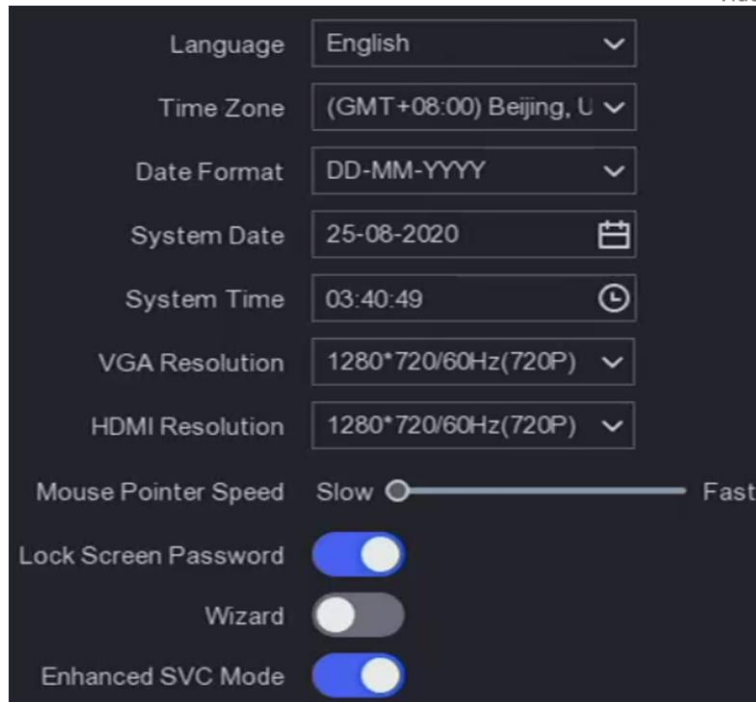 Language English
Time Zone (GMT+08:00) Beijing, U
Date Format DD-MM-YYYY
System Date 25-08-2020
System Time 03:40:49
VGA Resolution 1280*720/60Hz(720P)
HDMI Resolution 1280*720/60Hz(720P)
Mouse Pointer Speed Slow Fast
Lock Screen Password
Wizard
Enhanced SVC Mode